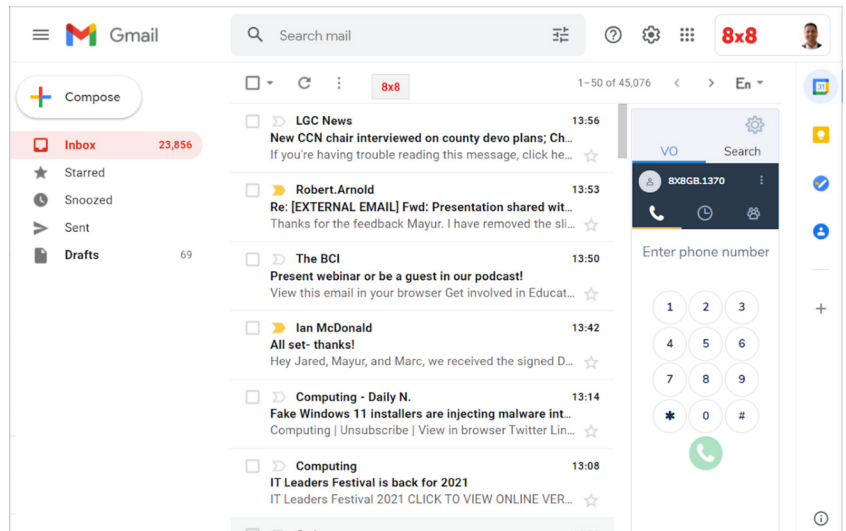 Gmail
Search mail
8x8
Compose
8x8
1–50 of 45,076
En
31
Inbox 23,856
Starred
Snoozed
Sent
Drafts 69
LGC News 13:56
New CCN chair interviewed on county devo plans; Ch...
If you're having trouble reading this message, click he...
Robert.Arnold 13:53
Re: [EXTERNAL EMAIL] Fwd: Presentation shared wit...
Thanks for the feedback Mayur. I have removed the sli...
The BCI 13:50
Present webinar or be a guest in our podcast!
View this email in your browser Get involved in Educat...
Ian McDonald 13:42
All set- thanks!
Hey Jared, Mayur, and Marc, we received the signed D...
Computing - Daily N. 13:14
Fake Windows 11 installers are injecting malware int...
Computing | Unsubscribe | View in browser Twitter Lin...
Computing 13:08
IT Leaders Festival is back for 2021
IT Leaders Festival 2021 CLICK TO VIEW ONLINE VER...
VO Search
8X8GB.1370
Enter phone number
1 2 3
4 5 6
7 8 9
* 0 #